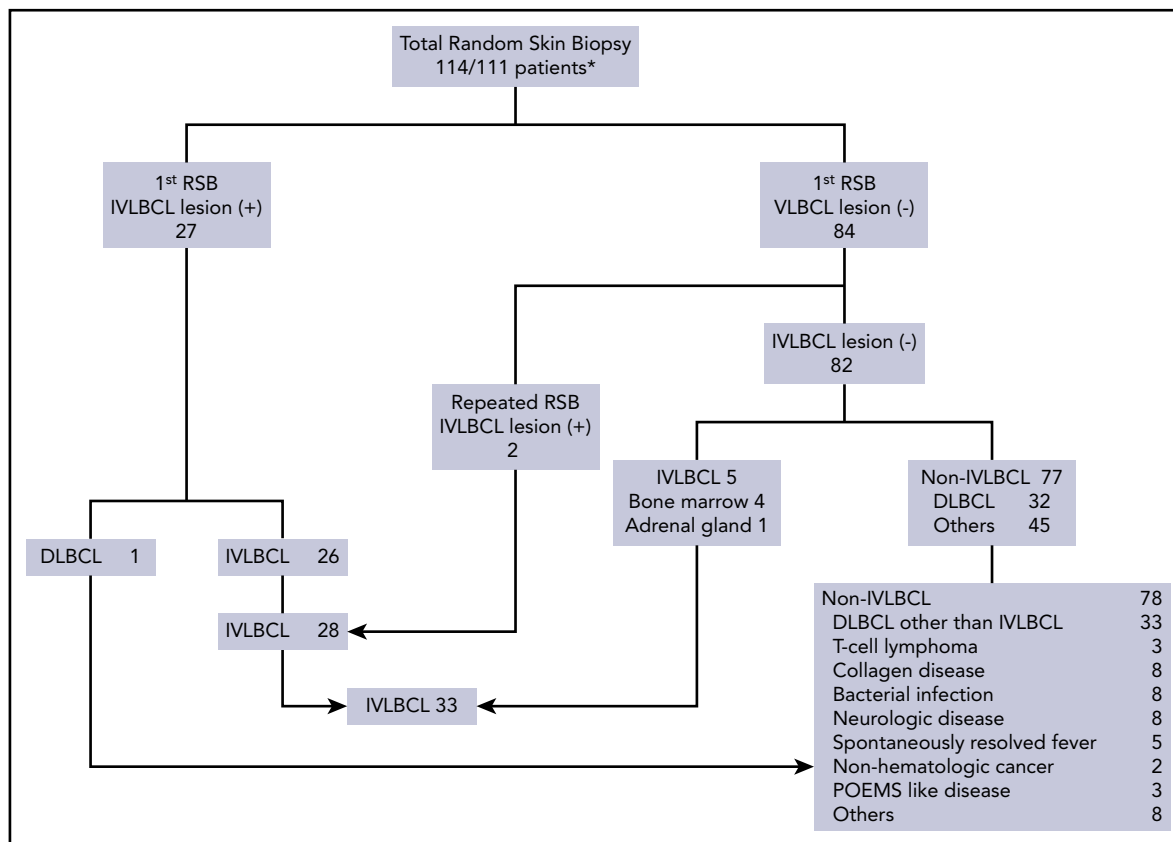 Total Random Skin Biopsy
114/111 patients*
1st RSB
IVLBCL lesion (+)
27
1st RSB
VLBCL lesion (-)
84
IVLBCL lesion (-)
82
Repeated RSB
IVLBCL lesion (+)
2
IVLBCL 5
Bone marrow 4
Adrenal gland 1
Non-IVLBCL 77
DLBCL 32
Others 45
DLBCL 1
IVLBCL 26
IVLBCL 28
IVLBCL 33
Non-IVLBCL 78
DLBCL other than IVLBCL 33
T-cell lymphoma 3
Collagen disease 8
Bacterial infection 8
Neurologic disease 8
Spontaneously resolved fever 5
Non-hematologic cancer 2
POEMS like disease 3
Others 8